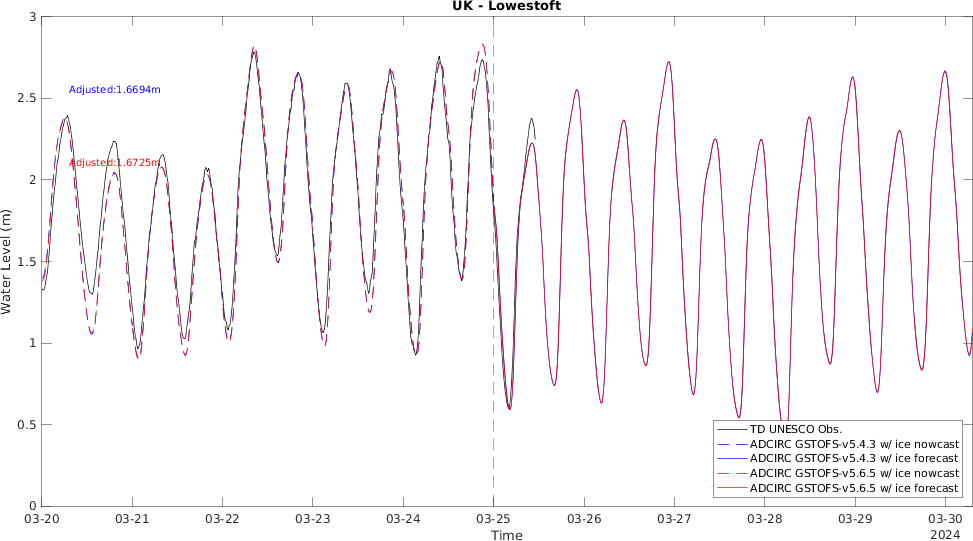 UK - Lowestoft
3
2.5
2
1.5
1
0.5
0
Water Level (m)
Adjusted:1.6694m
Adjusted:1.6725m
TD UNESCO Obs.
ADCIRC GSTOFS-v5.4.3 w/ ice nowcast
ADCIRC GSTOFS-v5.4.3 w/ ice forecast
ADCIRC GSTOFS-v5.6.5 w/ ice nowcast
ADCIRC GSTOFS-v5.6.5 w/ ice forecast
03-20 03-21 03-22 03-23 03-24 03-25 03-26 03-27 03-28 03-29 03-30
Time
2024